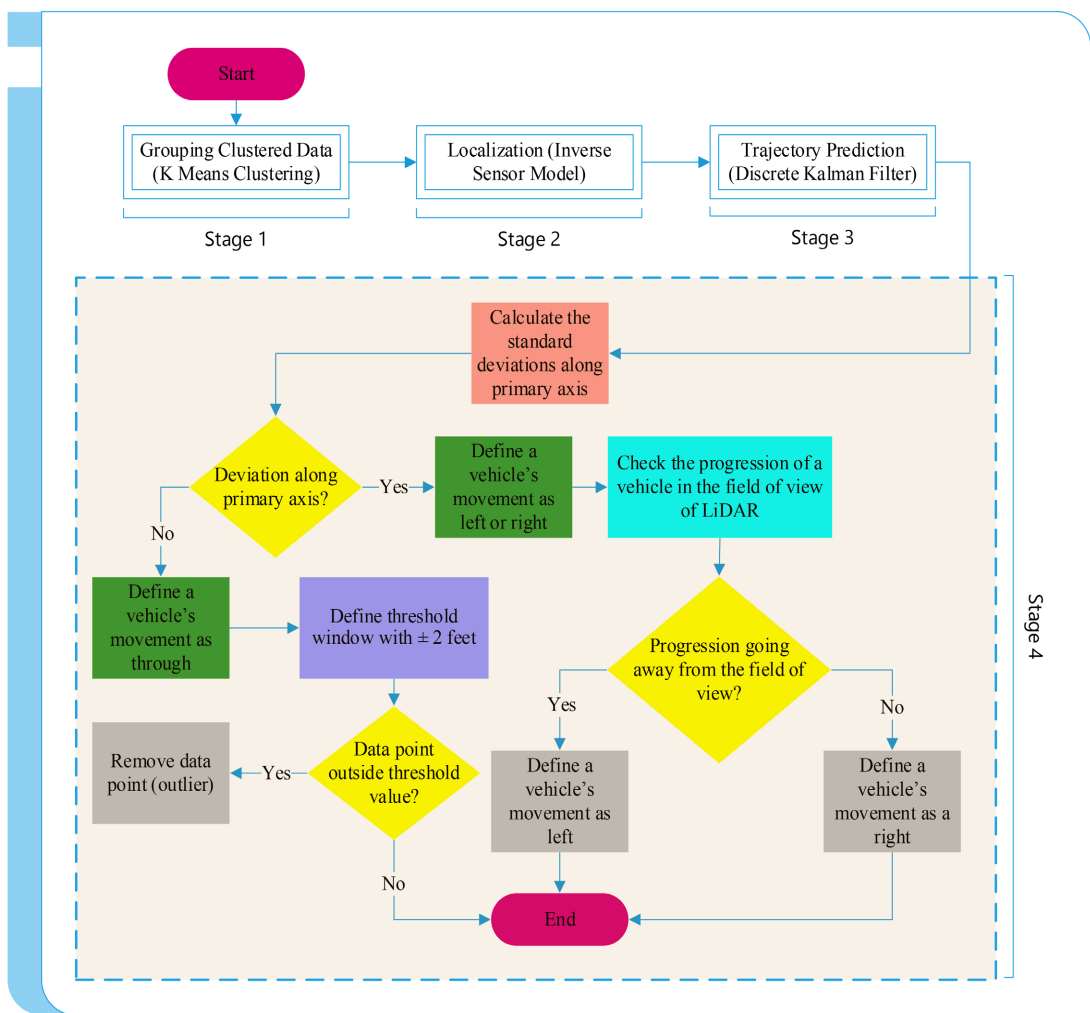 Start
Grouping Clustered Data
(K Means Clustering)
Localization (Inverse
Sensor Model)
Trajectory Prediction
(Discrete Kalman Filter)
Stage 1
Stage 2
Stage 3
Calculate the
standard
deviations along
primary axis
Deviation along
primary axis?
Yes
No
Define a
vehicle's
movement as
left or right
Check the progression of a
vehicle in the field of view
of LiDAR
Define a
vehicle's
movement as
through
Define threshold
window with ± 2 feet
Progression going
away from the field of
view?
Stage 4
Yes
No
Remove data
point (outlier)
Yes
Data point
outside threshold
value?
Define a
vehicle's
movement as
left
Define a
vehicle's
movement as a
right
No
End